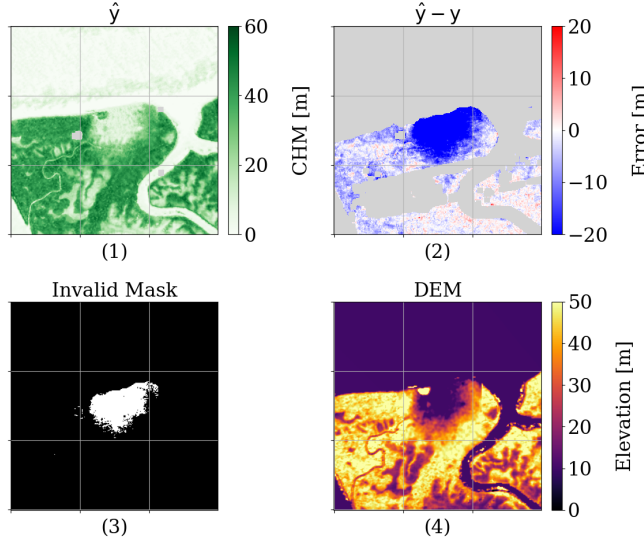 ŷ
ŷ − y
60
40
20
0
CHM [m]
20
10
0
−10
−20
Error [m]
(1)
(2)
Invalid Mask
DEM
50
40
30
20
10
0
Elevation [m]
(3)
(4)